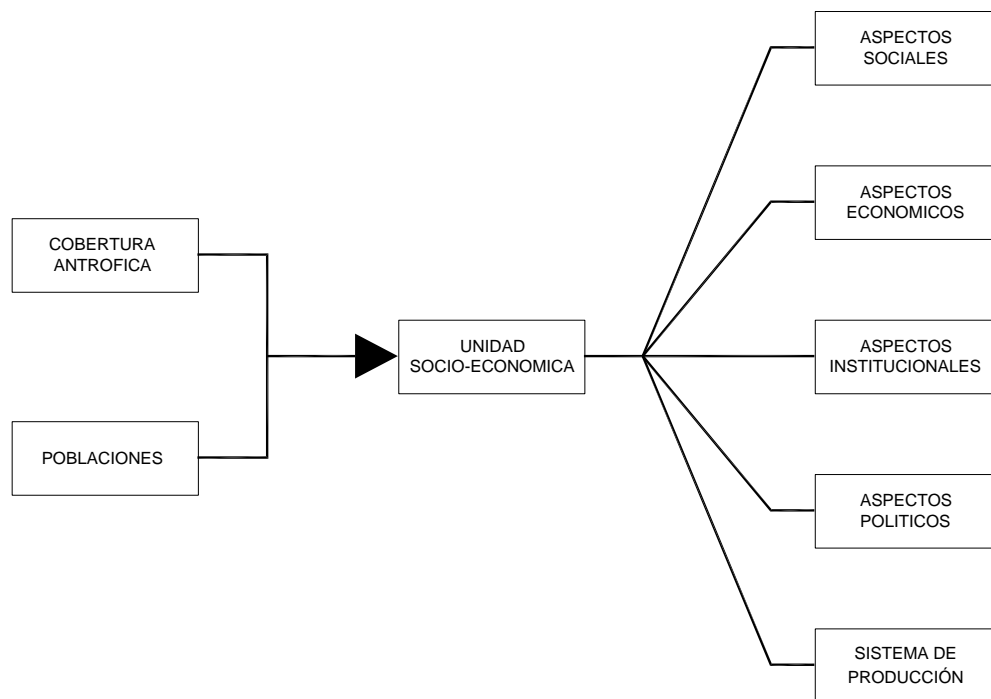 ASPECTOS
SOCIALES
ASPECTOS
ECONOMICOS
COBERTURA
ANTROFICA
UNIDAD
SOCIO-ECONOMICA
ASPECTOS
INSTITUCIONALES
POBLACIONES
ASPECTOS
POLITICOS
SISTEMA DE
PRODUCCIÓN